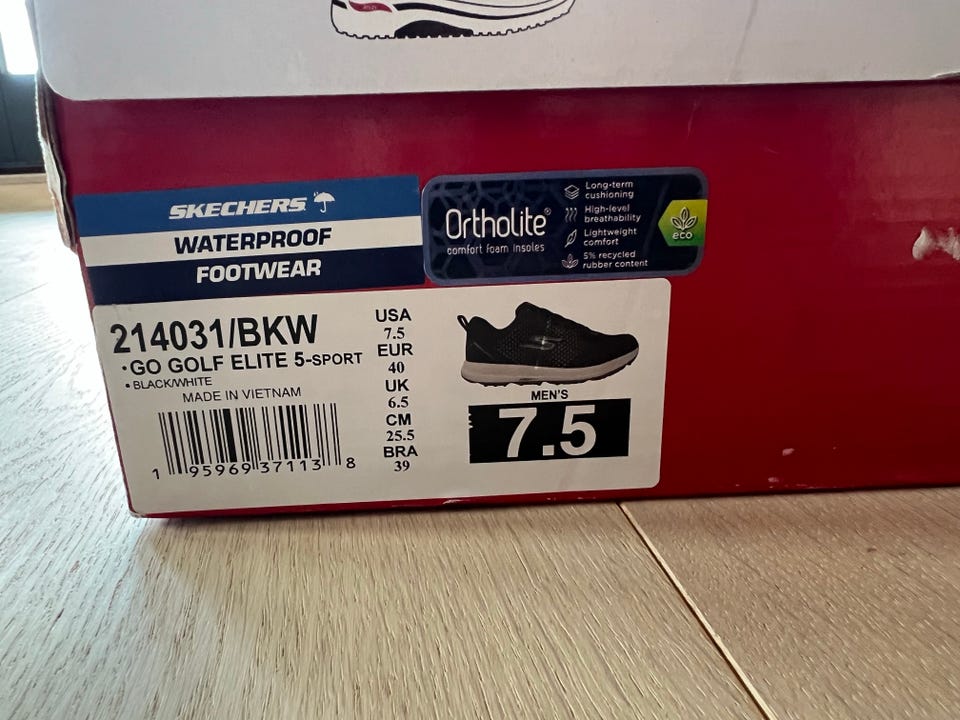 SKECHERS
WATERPROOF
FOOTWEAR
Ortholite®
comfort foam insoles
Long-term
cushioning
High-level
breathability
Lightweight
comfort
5% recycled
rubber content
eco
214031/BKW
•GO GOLF ELITE 5-SPORT
• BLACK/WHITE
MADE IN VIETNAM
1 95969 37113 8
USA
7.5
EUR
40
UK
6.5
CM
25.5
BRA
39
MEN'S
7.5